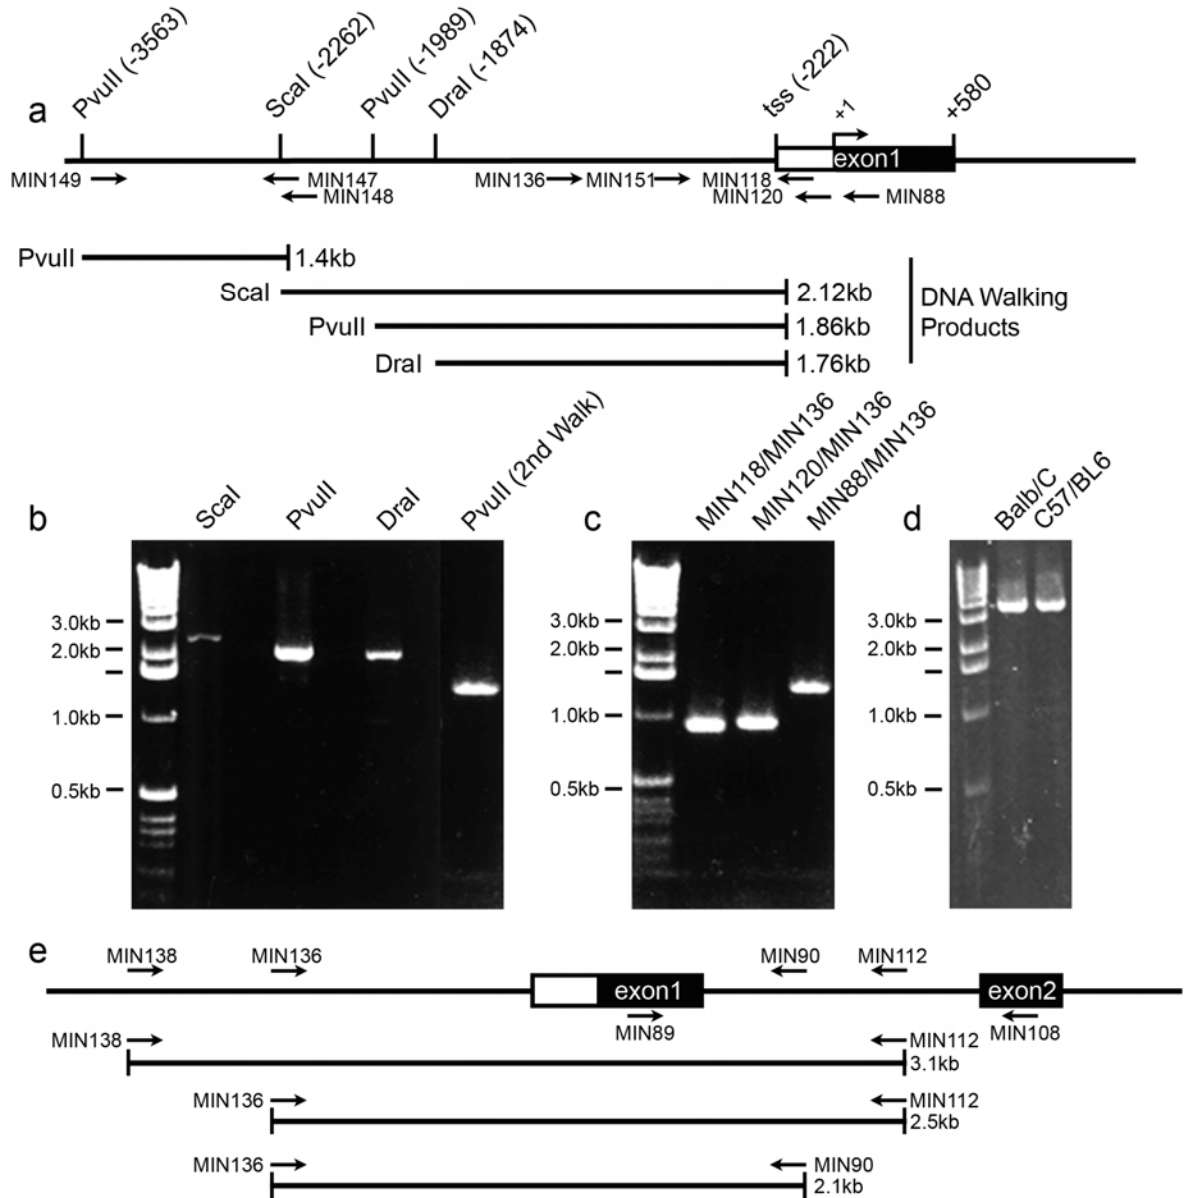 a
PvuII (-3563)
ScaI (-2262)
PvuII (-1989)
DraI (-1874)
tss (-222)
+1
+580
exon1
MIN149
MIN147
MIN148
MIN136
MIN151
MIN118
MIN120
MIN88
PvuII
1.4kb
ScaI
2.12kb
PvuII
1.86kb
DraI
1.76kb
DNA Walking
Products
b
ScaI
PvuII
DraI
PvuII (2nd Walk)
3.0kb
2.0kb
1.0kb
0.5kb
c
MIN118/MIN136
MIN120/MIN136
MIN88/MIN136
3.0kb
2.0kb
1.0kb
0.5kb
d
Balb/C
C57/BL6
3.0kb
2.0kb
1.0kb
0.5kb
e
MIN138
MIN136
MIN90
MIN112
exon1
exon2
MIN89
MIN108
MIN138
MIN112
3.1kb
MIN136
MIN112
2.5kb
MIN136
MIN90
2.1kb